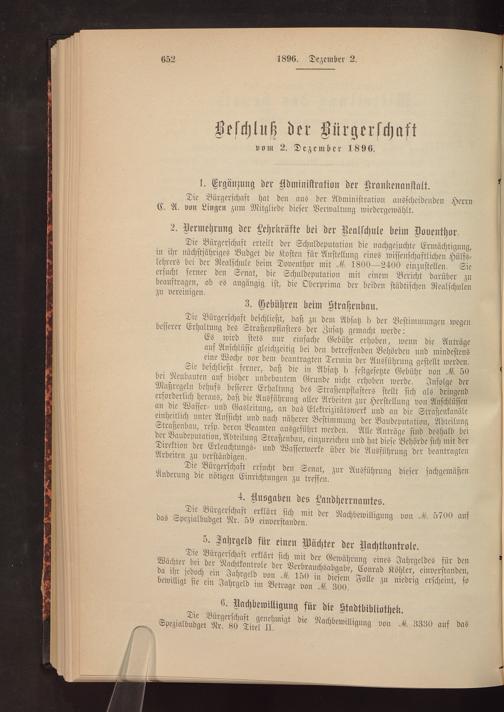 652
1896. Dezember 2.
Beschluß der Bürgerschaft
vom 2. Dezember 1896.
1. Ergänzung der Administration der Krankenanstalt.
Die Bürgerschaft hat den aus der Administration ausscheidenden Herrn
C. A. von Lingen zum Mitgliede dieser Verwaltung wiedergewählt.
2. Vermehrung der Lehrkräfte bei der Realschule beim Doventhor.
Die Bürgerschaft erteilt der Schuldeputation die nachgesuchte Ermächtigung,
in ihr nächstjähriges Budget die Kosten für Anstellung eines wissenschaftlichen Hülfs-
lehrers bei der Realschule beim Doventhor mit ℳ 1800—2400 einzustellen. Sie
ersucht ferner den Senat, die Schuldeputation mit einem Bericht darüber zu
beauftragen, ob es angängig ist, die Oberprima der beiden städtischen Realschulen
zu vereinigen.
3. Gebühren beim Straßenbau.
Die Bürgerschaft beschließt, daß zu dem Absatz b der Bestimmungen wegen
besserer Erhaltung des Straßenpflasters der Zusatz gemacht werde:
Es wird stets nur einfache Gebühr erhoben, wenn die Anträge
auf Anschlüsse gleichzeitig bei den betreffenden Behörden und mindestens
eine Woche vor dem beantragten Termin der Ausführung gestellt werden.
Sie beschließt ferner, daß die in Absatz b festgesetzte Gebühr von ℳ 50
bei Neubauten auf bisher unbebautem Grunde nicht erhoben werde. Infolge der
Maßregeln behufs besserer Erhaltung des Straßenpflasters stellt sich als dringend
erforderlich heraus, daß die Ausführung aller Arbeiten zur Herstellung von Anschlüssen
an die Wasser- und Gasleitung, an das Elektrizitätswerk und an die Straßenkanäle
einheitlich unter Aufsicht und nach näherer Bestimmung der Baudeputation, Abteilung
Straßenbau, resp. deren Beamten ausgeführt werden. Alle Anträge sind deshalb bei
der Baudeputation, Abteilung Straßenbau, einzureichen und hat diese Behörde sich mit der
Direktion der Erleuchtungs- und Wasserwerke über die Ausführung der beantragten
Arbeiten zu verständigen.
Die Bürgerschaft ersucht den Senat, zur Ausführung dieser sachgemäßen
Änderung die nötigen Einrichtungen zu treffen.
4. Ausgaben des Landherrnamtes.
Die Bürgerschaft erklärt sich mit der Nachbewilligung von ℳ 5700 auf
das Spezialbudget Nr. 59 einverstanden.
5. Jahrgeld für einen Wächter der Nachtkontrole.
Die Bürgerschaft erklärt sich mit der Gewährung eines Jahrgeldes für den
Wächter bei der Nachtkontrole der Verbrauchsabgabe, Conrad Köhler, einverstanden,
da ihr jedoch ein Jahrgeld von ℳ 150 in diesem Falle zu niedrig erscheint, so
bewilligt sie ein Jahrgeld im Betrage von ℳ 300.
6. Nachbewilligung für die Stadtbibliothek.
Die Bürgerschaft genehmigt die Nachbewilligung von ℳ 3330 auf das
Spezialbudget Nr. 80 Titel II.